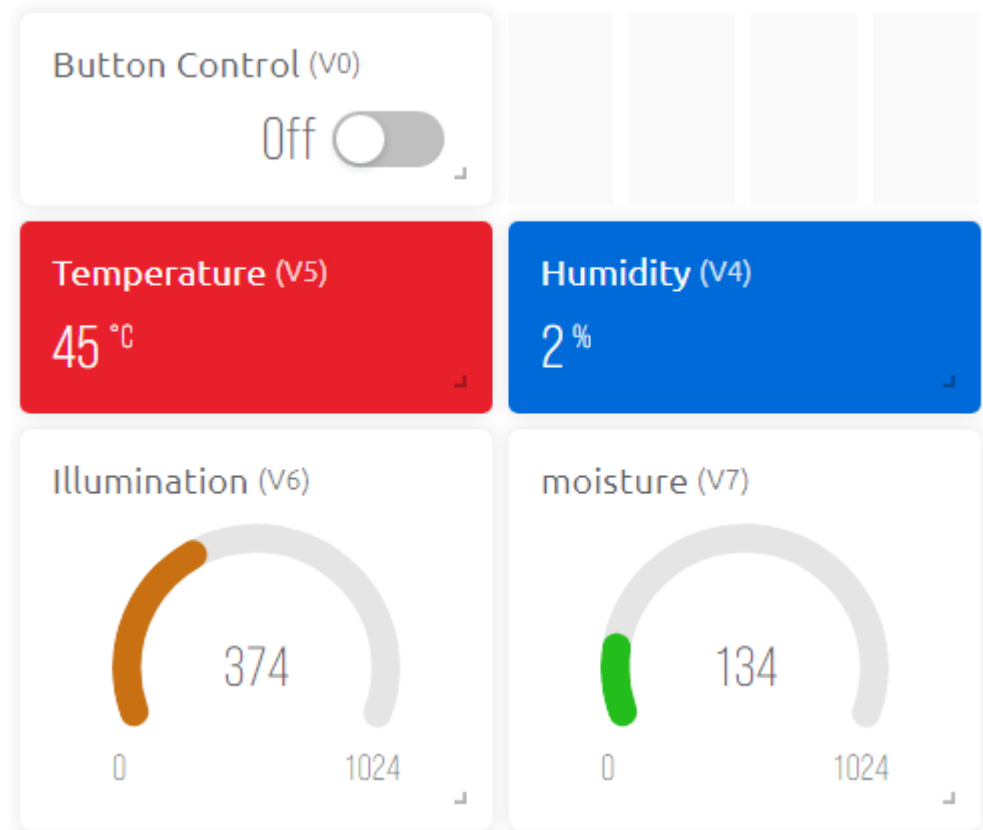 Button Control (V0)
Off
Temperature (V5)
45 °C
Humidity (V4)
2 %
Illumination (V6)
374
0
1024
moisture (V7)
134
0
1024